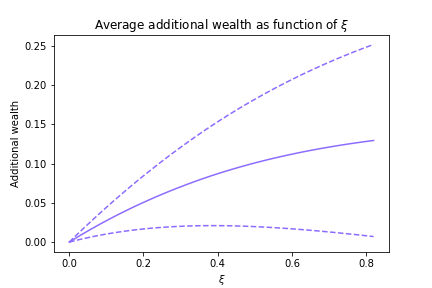 Average additional wealth as function of ξ
0.25
0.20
0.15
0.10
0.05
0.00
Additional wealth
0.0 0.2 0.4 0.6 0.8
ξ